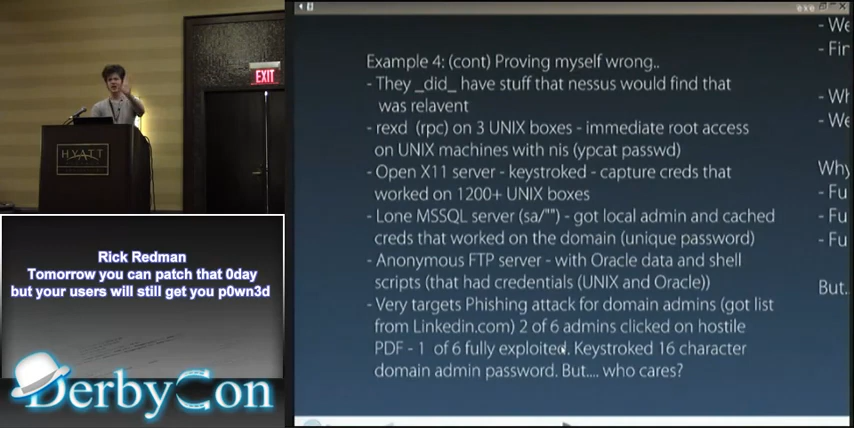 EXIT
HYATT
Rick Redman
Tomorrow you can patch that 0day
but your users will still get you p0wn3d
DerbyCon
Example 4: (cont) Proving myself wrong..
- They _did_ have stuff that nessus would find that
was relavent
- rexd (rpc) on 3 UNIX boxes - immediate root access
on UNIX machines with nis (ypcat passwd)
- Open X11 server - keystroked - capture creds that
worked on 1200+ UNIX boxes
- Lone MSSQL server (sa/"") - got local admin and cached
creds that worked on the domain (unique password)
- Anonymous FTP server - with Oracle data and shell
scripts (that had credentials (UNIX and Oracle))
- Very targets Phishing attack for domain admins (got list
from Linkedin.com) 2 of 6 admins clicked on hostile
PDF - 1 of 6 fully exploited. Keystroked 16 character
domain admin password. But.... who cares?
- We
- Fir
- Wh
- We
Why
- Fu
- Fu
- Fu
But..